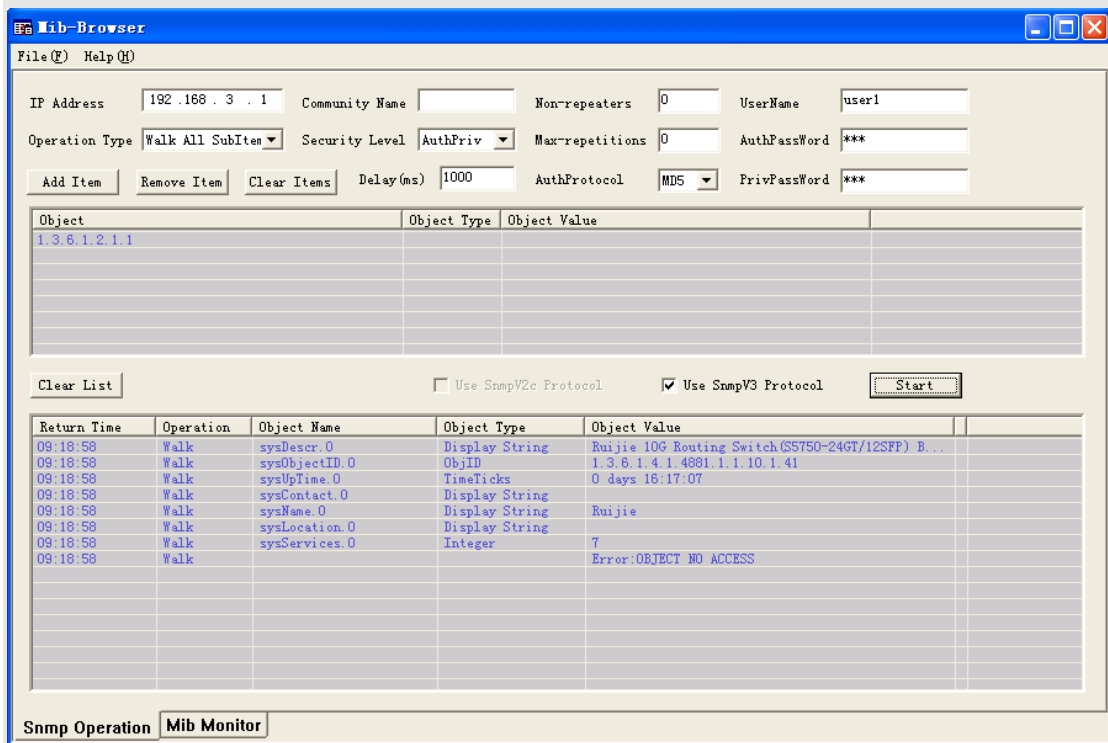 Mib-Browser
File(F) Help(H)
IP Address 192 .168 . 3 . 1 Community Name Non-repeaters 0 UserName user1
Operation Type Walk All SubItem Security Level AuthPriv Max-repetitions 0 AuthPassWord ***
Add Item Remove Item Clear Items Delay(ms) 1000 AuthProtocol MD5 PrivPassWord ***
Object Object Type Object Value
1.3.6.1.2.1.1
Clear List Use SnmpV2c Protocol Use SnmpV3 Protocol Start
Return Time Operation Object Name Object Type Object Value
09:18:58 Walk sysDescr.0 Display String Ruijie 10G Routing Switch(S5750-24GT/12SFP) B...
09:18:58 Walk sysObjectID.0 ObjID 1.3.6.1.4.1.4881.1.1.10.1.41
09:18:58 Walk sysUpTime.0 TimeTicks 0 days 16:17:07
09:18:58 Walk sysContact.0 Display String
09:18:58 Walk sysName.0 Display String Ruijie
09:18:58 Walk sysLocation.0 Display String
09:18:58 Walk sysServices.0 Integer 7
09:18:58 Walk Error:OBJECT NO ACCESS
Snmp Operation Mib Monitor